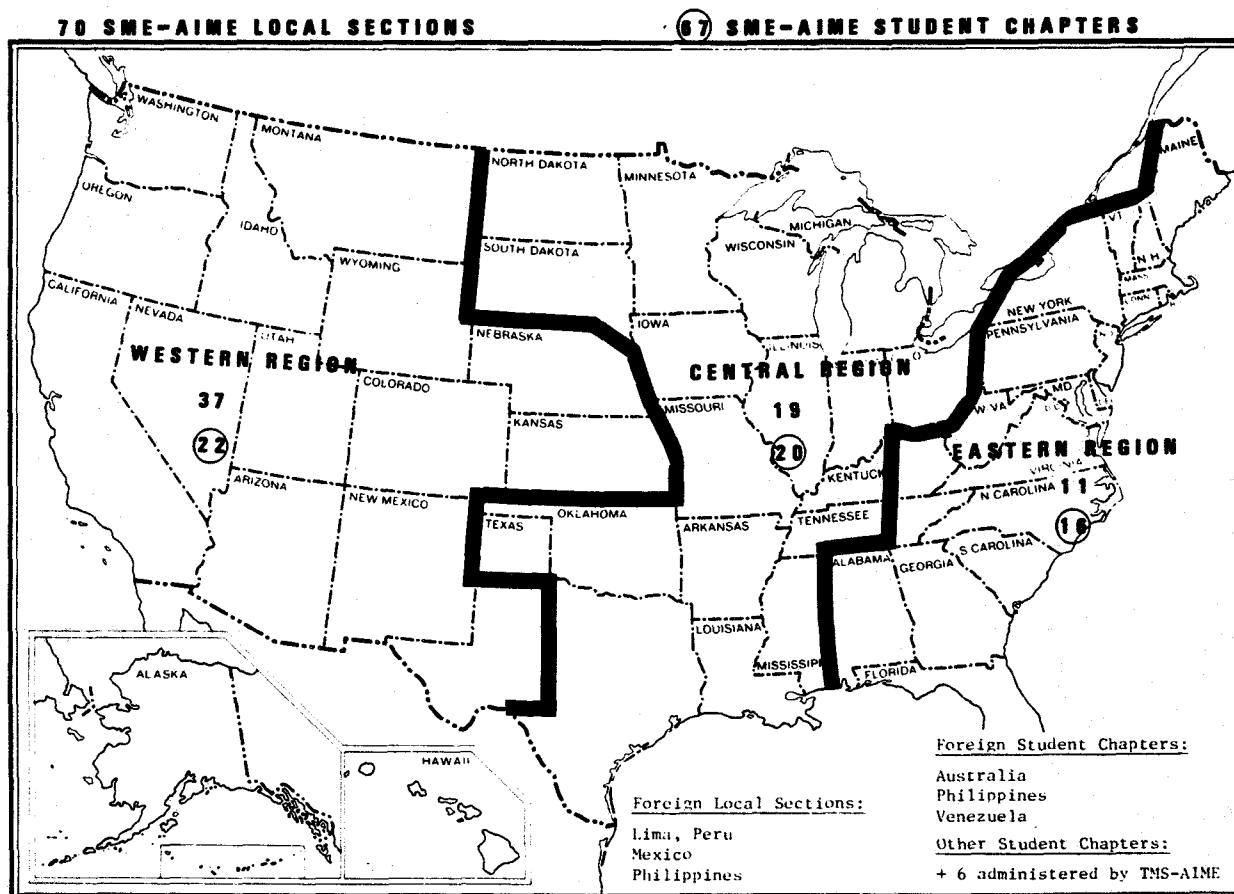 70 SME-AIME LOCAL SECTIONS
67 SME-AIME STUDENT CHAPTERS
WASHINGTON
MONTANA
NORTH DAKOTA
MINNESOTA
MAINE
OREGON
IDAHO
SOUTH DAKOTA
WISCONSIN
MICHIGAN
VT
N H
MASS
CONN
WYOMING
CALIFORNIA
NEVADA
UTAH
NEBRASKA
IOWA
ILLINOIS
NEW YORK
PENNSYLVANIA
WESTERN REGION
37
22
COLORADO
KANSAS
CENTRAL REGION
19
20
MISSOURI
KENTUCK
W VA
MD
EASTERN REGION
VIRGINIA
11
16
N CAROLINA
ARIZONA
NEW MEXICO
TEXAS
OKLAHOMA
ARKANSAS
TENNESSEE
ALABAMA
GEORGIA
S CAROLINA
LOUISIANA
MISSISSIPPI
FLORIDA
ALASKA
HAWAII
Foreign Local Sections:
Lima, Peru
Mexico
Philippines
Foreign Student Chapters:
Australia
Philippines
Venezuela
Other Student Chapters:
+ 6 administered by TMS-AIME